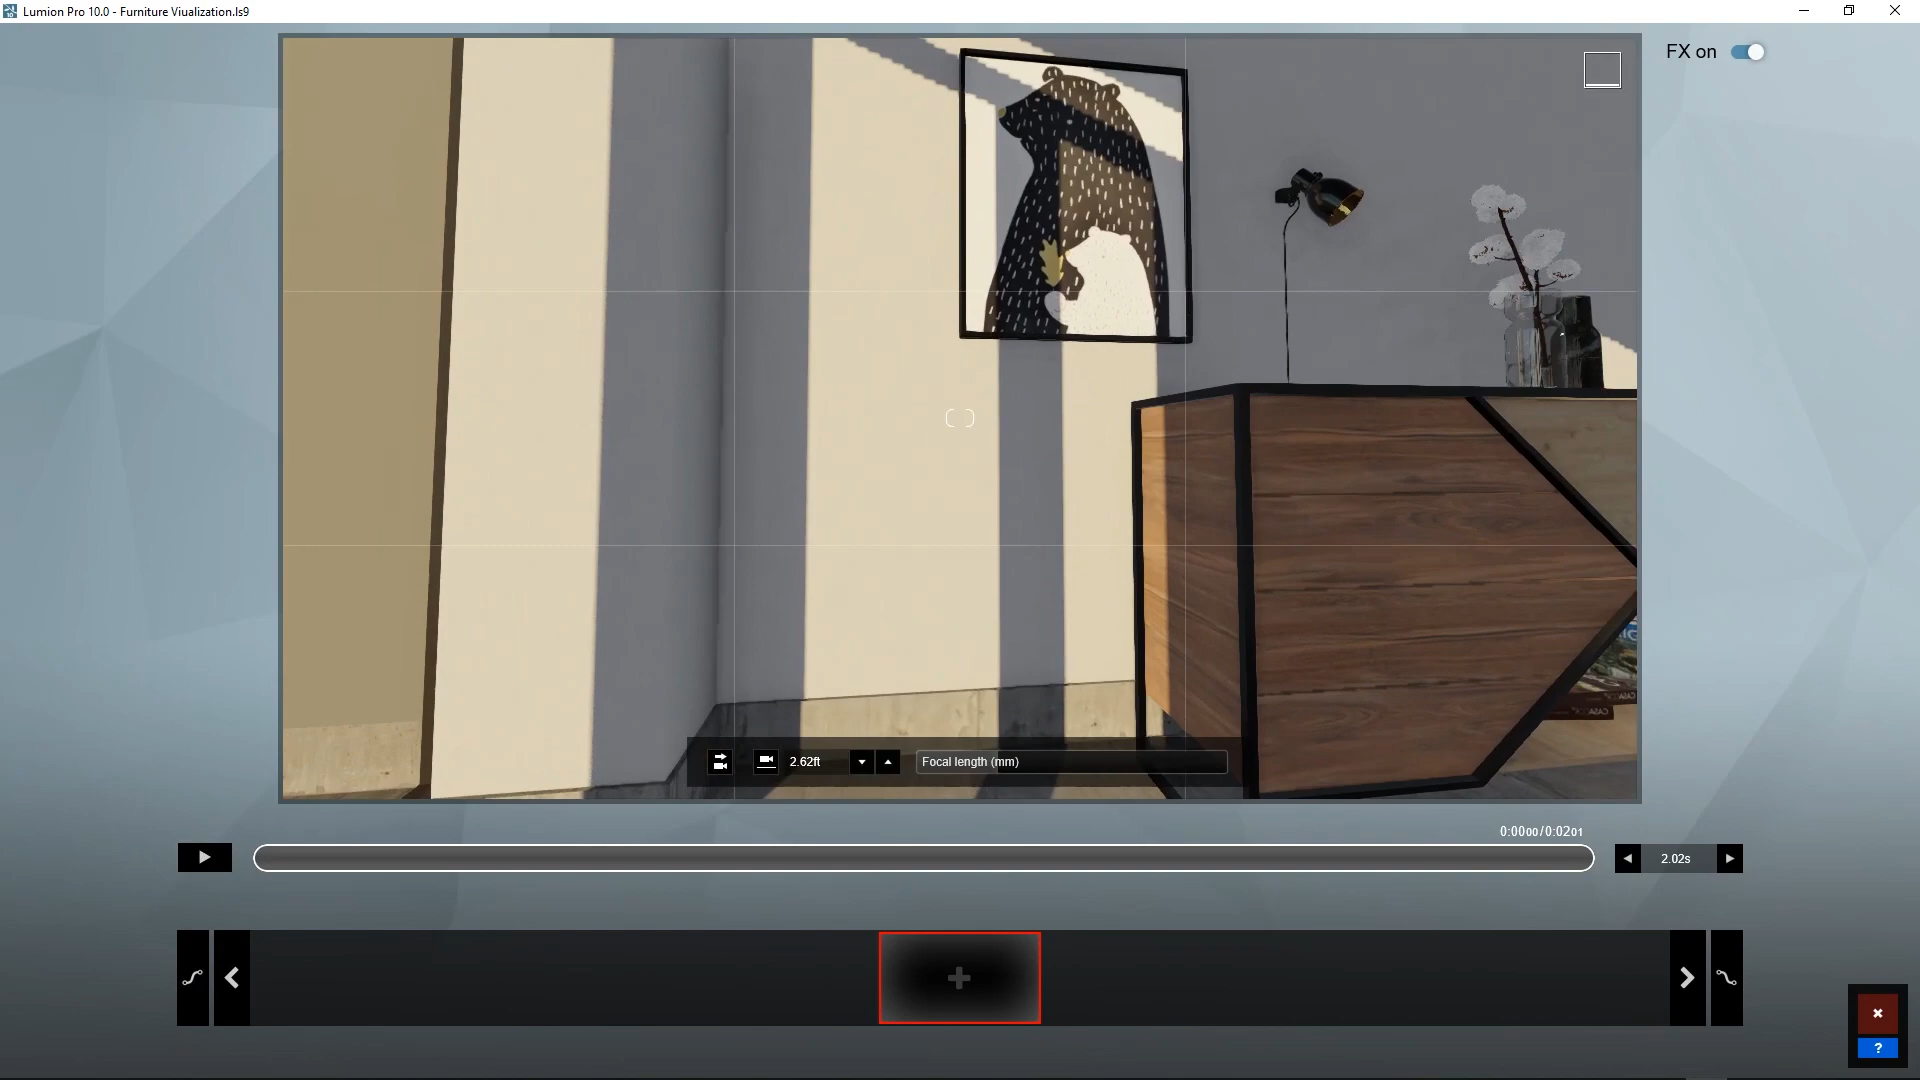 Lumion Pro 10.0 - Furniture Viualization.ls9
FX on
CASACOR
2.62ft
Focal length (mm)
0:0000/0:0201
2.02s
?